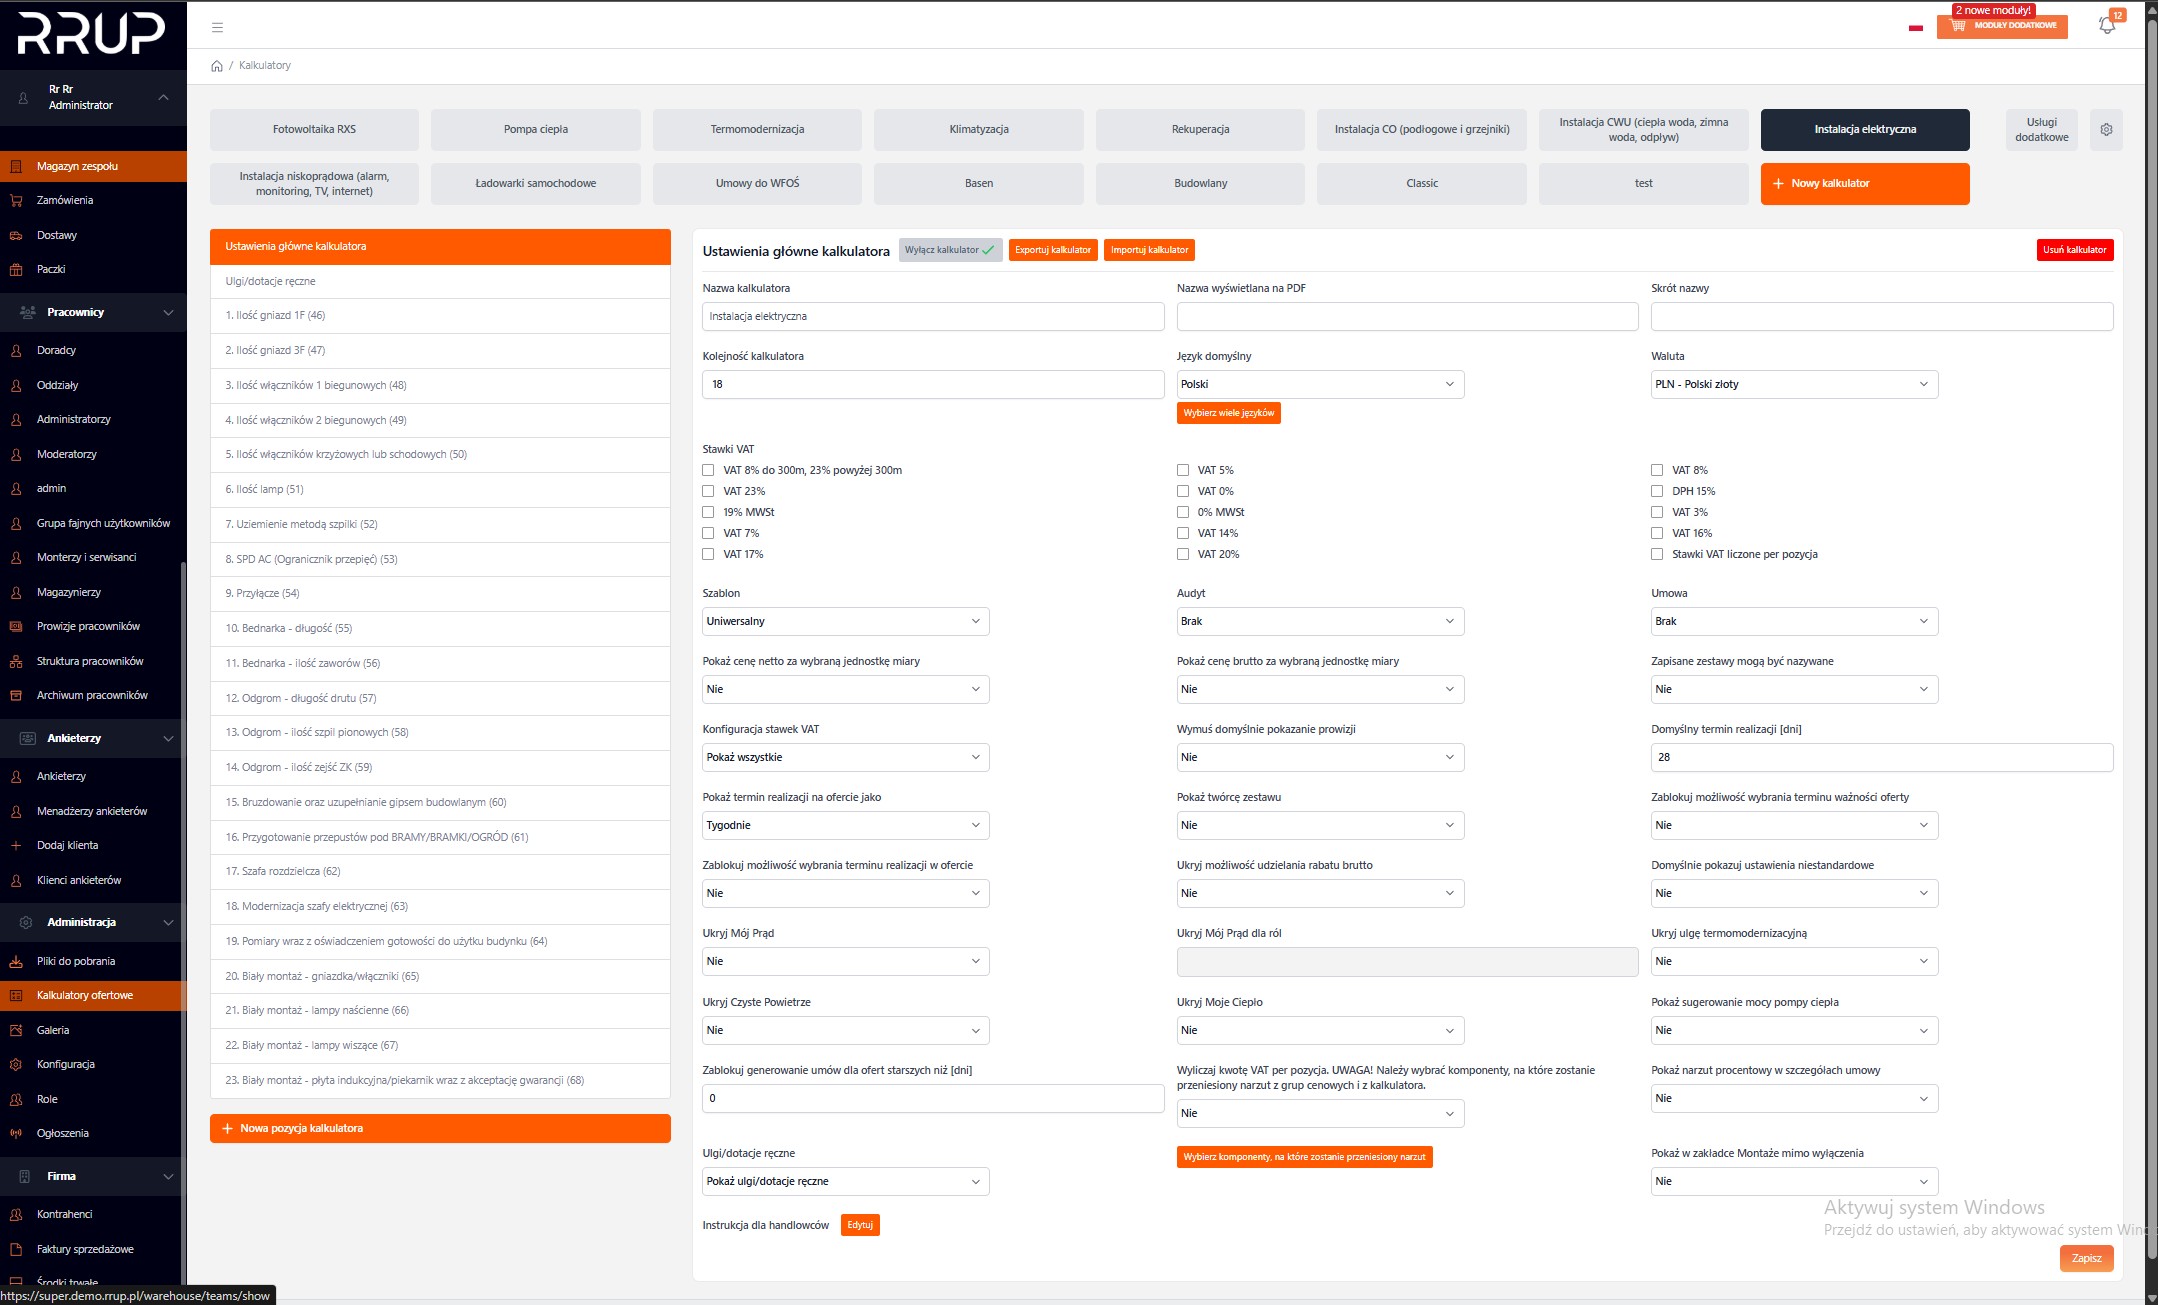 RRUP
Rr Rr
Administrator
Magazyn zespołu
Zamówienia
Dostawy
Paczki
Pracownicy
Doradcy
Oddziały
Administratorzy
Moderatorzy
admin
Grupa fajnych użytkowników
Monterzy i serwisanci
Magazynierzy
Prowizje pracowników
Struktura pracowników
Archiwum pracowników
Ankieterzy
Ankieterzy
Menadżerzy ankieterów
Dodaj klienta
Klienci ankieterów
Administracja
Pliki do pobrania
Kalkulatory ofertowe
Galeria
Konfiguracja
Role
Ogłoszenia
Firma
Kontrahenci
Faktury sprzedażowe
Środki trwałe
https://super.demo.rrup.pl/warehouse/teams/show
2 nowe moduły!
MODUŁY DODATKOWE
12
/ Kalkulatory
Fotowoltaika RXS
Pompa ciepła
Termomodernizacja
Klimatyzacja
Rekuperacja
Instalacja CO (podłogowe i grzejniki)
Instalacja CWU (ciepła woda, zimna
woda, odpływ)
Instalacja elektryczna
Usługi
dodatkowe
Instalacja niskoprądowa (alarm,
monitoring, TV, internet)
Ładowarki samochodowe
Umowy do WFOŚ
Basen
Budowlany
Classic
test
+ Nowy kalkulator
Ustawienia główne kalkulatora
Ulgi/dotacje ręczne
1. Ilość gniazd 1F (46)
2. Ilość gniazd 3F (47)
3. Ilość włączników 1 biegunowych (48)
4. Ilość włączników 2 biegunowych (49)
5. Ilość włączników krzyżowych lub schodowych (50)
6. Ilość lamp (51)
7. Uziemienie metodą szpilki (52)
8. SPD AC (Ogranicznik przepięć) (53)
9. Przyłącze (54)
10. Bednarka - długość (55)
11. Bednarka - ilość zaworów (56)
12. Odgrom - długość drutu (57)
13. Odgrom - ilość szpil pionowych (58)
14. Odgrom - ilość zejść ZK (59)
15. Bruzdowanie oraz uzupełnianie gipsem budowlanym (60)
16. Przygotowanie przepustów pod BRAMY/BRAMKI/OGRÓD (61)
17. Szafa rozdzielcza (62)
18. Modernizacja szafy elektrycznej (63)
19. Pomiary wraz z oświadczeniem gotowości do użytku budynku (64)
20. Biały montaż - gniazdka/włączniki (65)
21. Biały montaż - lampy naścienne (66)
22. Biały montaż - lampy wiszące (67)
23. Biały montaż - płyta indukcyjna/piekarnik wraz z akceptację gwarancji (68)
+ Nowa pozycja kalkulatora
Ustawienia główne kalkulatora
Wyłącz kalkulator
Exportuj kalkulator
Importuj kalkulator
Usuń kalkulator
Nazwa kalkulatora
Nazwa wyświetlana na PDF
Skrót nazwy
Instalacja elektryczna
Kolejność kalkulatora
Język domyślny
Waluta
18
Polski
PLN - Polski złoty
Wybierz wiele języków
Stawki VAT
VAT 8% do 300m, 23% powyżej 300m
VAT 5%
VAT 8%
VAT 23%
VAT 0%
DPH 15%
19% MWSt
0% MWSt
VAT 3%
VAT 7%
VAT 14%
VAT 16%
VAT 17%
VAT 20%
Stawki VAT liczone per pozycja
Szablon
Audyt
Umowa
Uniwersalny
Brak
Brak
Pokaż cenę netto za wybraną jednostkę miary
Pokaż cenę brutto za wybraną jednostkę miary
Zapisane zestawy mogą być nazywane
Nie
Nie
Nie
Konfiguracja stawek VAT
Wymuś domyślnie pokazanie prowizji
Domyślny termin realizacji [dni]
Pokaż wszystkie
Nie
28
Pokaż termin realizacji na ofercie jako
Pokaż twórcę zestawu
Zablokuj możliwość wybrania terminu ważności oferty
Tygodnie
Nie
Nie
Zablokuj możliwość wybrania terminu realizacji w ofercie
Ukryj możliwość udzielania rabatu brutto
Domyślnie pokazuj ustawienia niestandardowe
Nie
Nie
Nie
Ukryj Mój Prąd
Ukryj Mój Prąd dla ról
Ukryj ulgę termomodernizacyjną
Nie
Nie
Ukryj Czyste Powietrze
Ukryj Moje Ciepło
Pokaż sugerowanie mocy pompy ciepła
Nie
Nie
Nie
Zablokuj generowanie umów dla ofert starszych niż [dni]
Wyliczaj kwotę VAT per pozycja. UWAGA! Należy wybrać komponenty, na które zostanie
przeniesiony narzut z grup cenowych i z kalkulatora.
Pokaż narzut procentowy w szczegółach umowy
0
Nie
Nie
Ulgi/dotacje ręczne
Wybierz komponenty, na które zostanie przeniesiony narzut
Pokaż w zakładce Montaże mimo wyłączenia
Pokaż ulgi/dotacje ręczne
Nie
Instrukcja dla handlowców
Edytuj
Aktywuj system Windows
Przejdź do ustawień, aby aktywować system Win
Zapisz